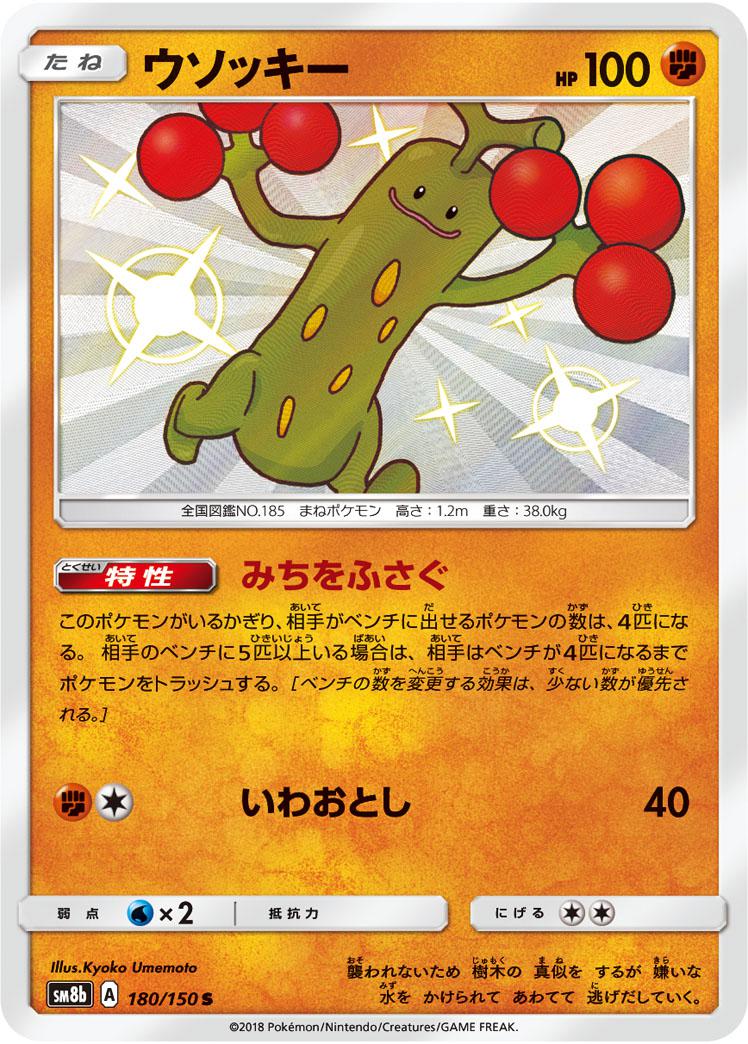 たね ウソッキー HP 100
全国図鑑NO.185 まねポケモン 高さ：1.2m 重さ：38.0kg
とくせい
特性 みちをふさぐ
このポケモンがいるかぎり、相手がベンチに出せるポケモンの数は、4匹にな
る。相手のベンチに5匹以上いる場合は、相手はベンチが4匹になるまで
ポケモンをトラッシュする。［ベンチの数を変更する効果は、少ない数が優先さ
れる。］
いわおとし 40
弱点 ×2 抵抗力 にげる
Illus.Kyoko Umemoto
襲われないため 樹木の 真似を するが 嫌いな
水を かけられて あわてて 逃げだしていく。
SM8b A 180/150 S
©2018 Pokémon/Nintendo/Creatures/GAME FREAK.